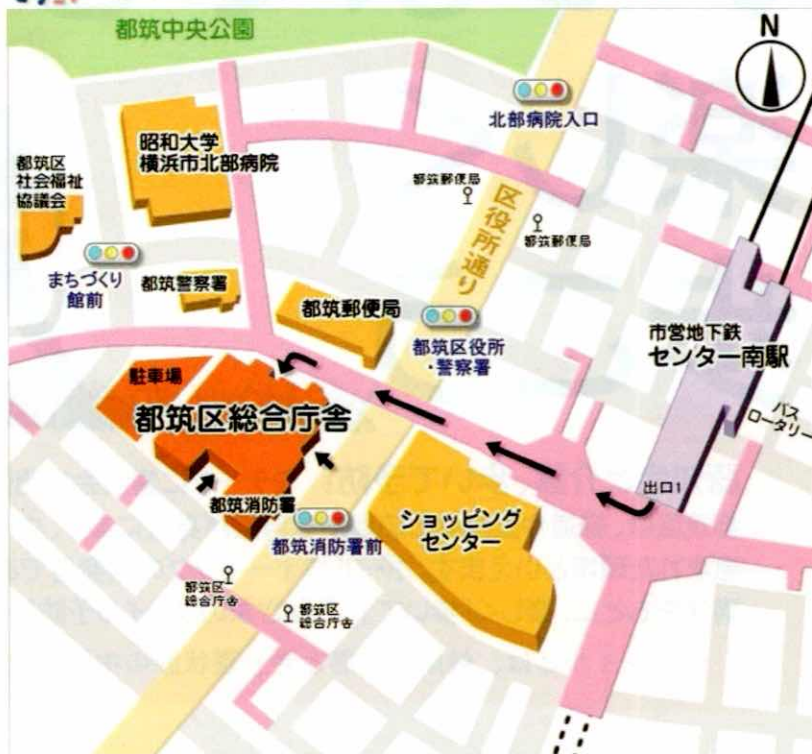 都筑中央公園
N
北部病院入口
昭和大学
横浜市北部病院
都筑区
社会福祉
協議会
都筑郵便局
区役所通り
都筑郵便局
まちづくり
館前
都筑警察署
都筑郵便局
都筑区役所
・警察署
市営地下鉄
センター南駅
バス
ロータリー
駐車場
都筑区総合庁舎
出口1
都筑消防署
都筑消防署前
ショッピング
センター
都筑区
総合庁舎
都筑区
総合庁舎